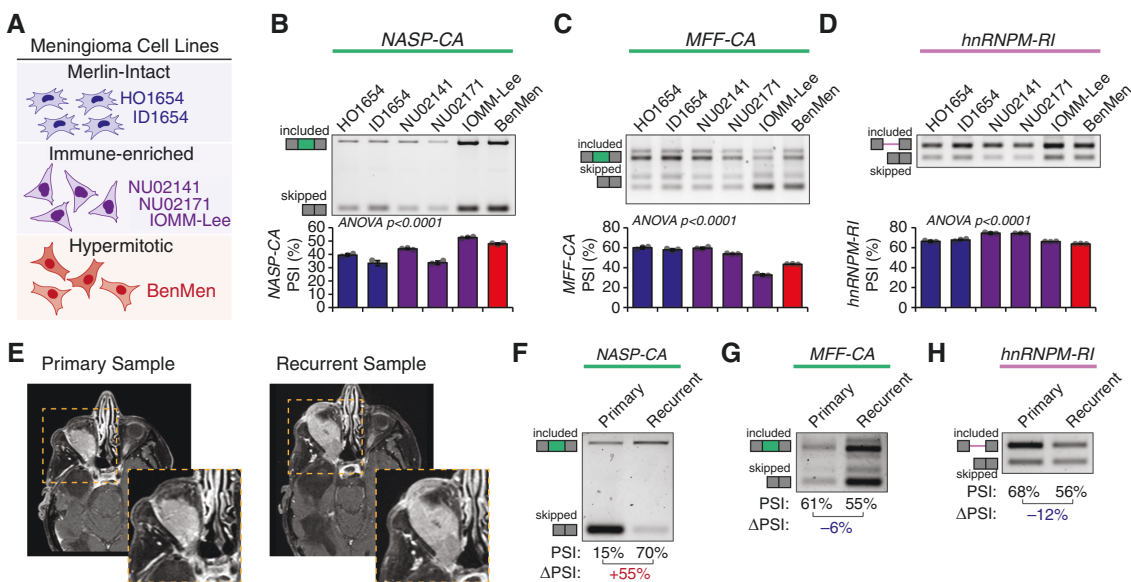 A
Meningioma Cell Lines
Merlin-Intact
HO1654
ID1654
Immune-enriched
NU02141
NU02171
IOMM-Lee
Hypermitotic
BenMen
B
NASP-CA
HO1654
ID1654
NU02141
NU02171
IOMM-Lee
BenMen
included
skipped
ANOVA p<0.0001
NASP-CA
PSI (%)
60
50
40
30
20
10
0
C
MFF-CA
HO1654
ID1654
NU02141
NU02171
IOMM-Lee
BenMen
included
skipped
ANOVA p<0.0001
MFF-CA
PSI (%)
80
60
40
20
0
D
hnRNPM-RI
HO1654
ID1654
NU02141
NU02171
IOMM-Lee
BenMen
included
skipped
ANOVA p<0.0001
hnRNPM-RI
PSI (%)
80
60
40
20
0
E
Primary Sample
Recurrent Sample
F
NASP-CA
Primary
Recurrent
included
skipped
PSI: 15% 70%
ΔPSI: +55%
G
MFF-CA
Primary
Recurrent
included
skipped
PSI: 61% 55%
ΔPSI: –6%
H
hnRNPM-RI
Primary
Recurrent
included
skipped
PSI: 68% 56%
ΔPSI: –12%